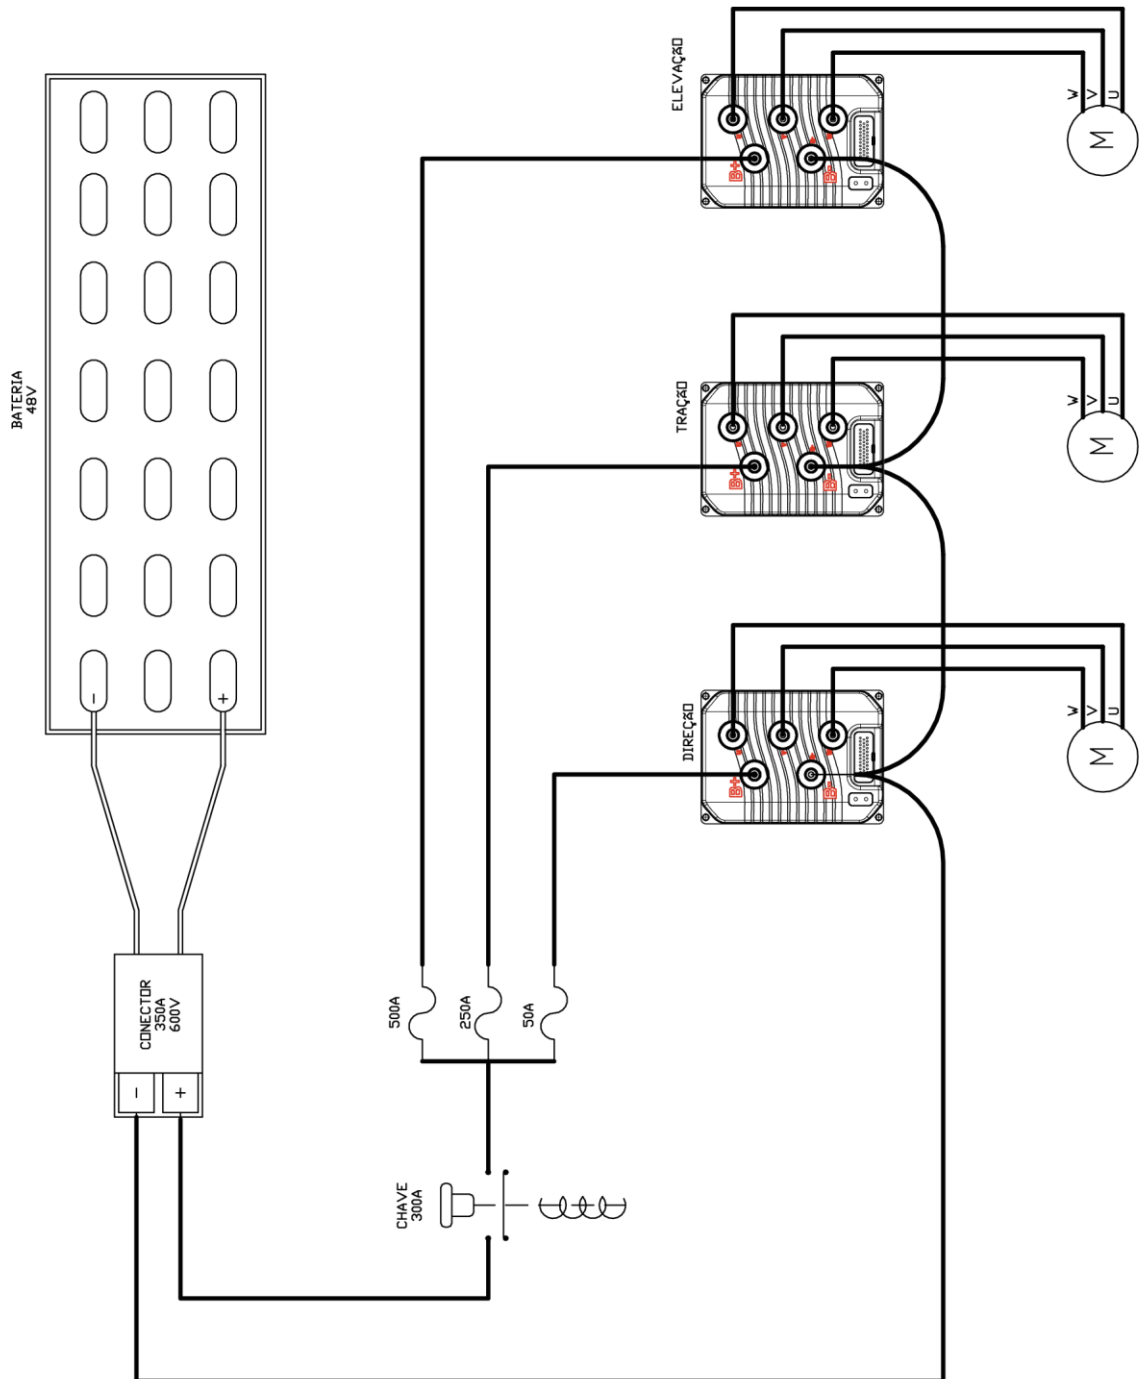 BATERIA
48V
-
+
CONECTOR
350A
600V
-
+
CHAVE
300A
500A
250A
50A
ELEVAÇÃO
B+
B-
W
V
U
M
TRAÇÃO
B+
B-
W
V
U
M
DIREÇÃO
B+
B-
W
V
U
M